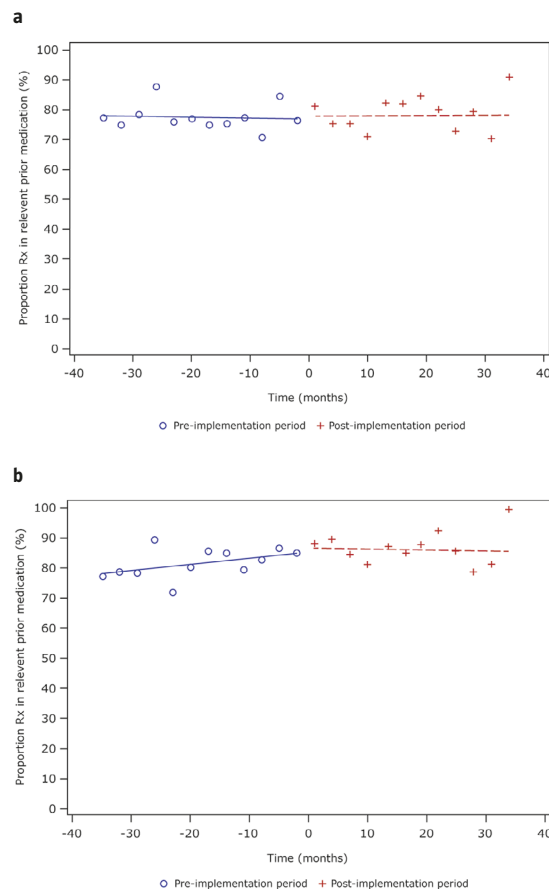 a
100
90
80
70
60
50
40
30
20
10
0
Proportion Rx in relevent prior medication (%)
-40 -30 -20 -10 0 10 20 30 40
Time (months)
Pre-implementation period Post-implementation period
b
100
90
80
70
60
50
40
30
20
10
0
Proportion Rx in relevent prior medication (%)
-40 -30 -20 -10 0 10 20 30 40
Time (months)
Pre-implementation period Post-implementation period